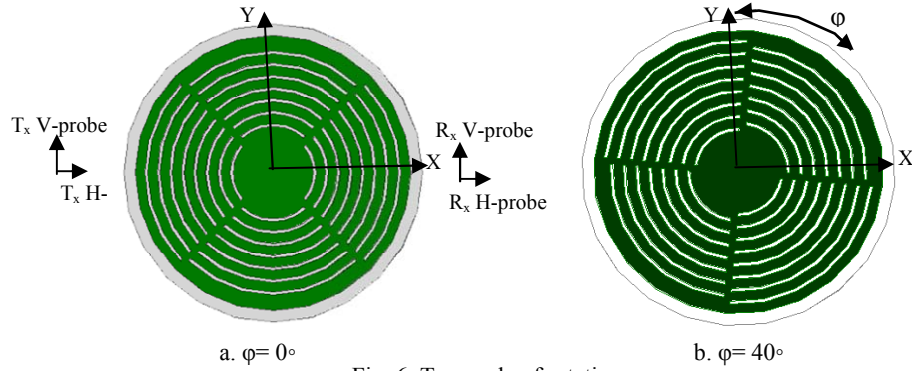 Y
X
Tₓ V-probe
Tₓ H-
Rₓ V-probe
Rₓ H-probe
a. φ= 0◦
Y
φ
X
b. φ= 40◦